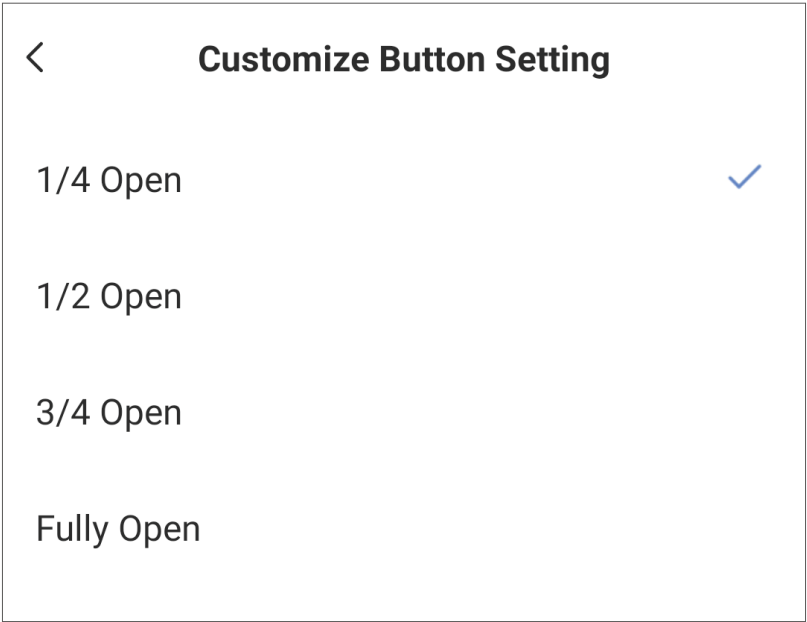 Customize Button Setting
1/4 Open
1/2 Open
3/4 Open
Fully Open